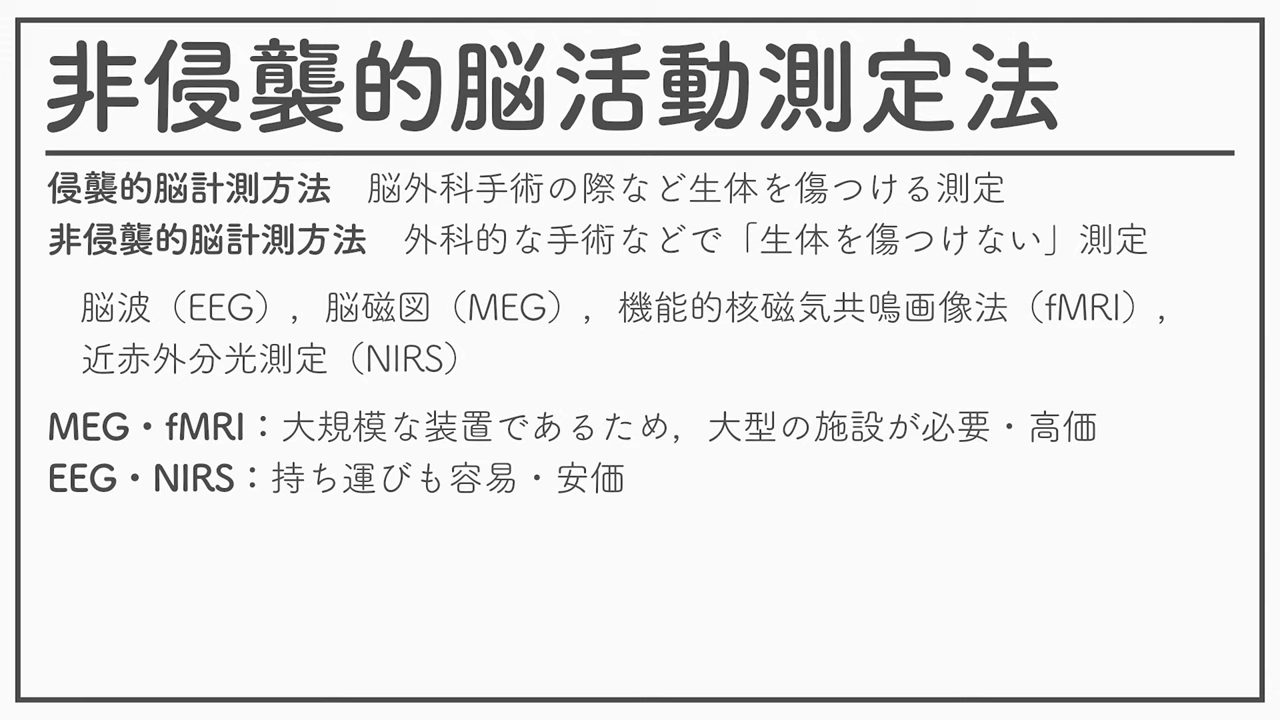 非侵襲的脳活動測定法
侵襲的脳計測方法　脳外科手術の際など生体を傷つける測定
非侵襲的脳計測方法　外科的な手術などで「生体を傷つけない」測定
脳波（EEG），脳磁図（MEG），機能的核磁気共鳴画像法（fMRI），
近赤外分光測定（NIRS）
MEG・fMRI：大規模な装置であるため，大型の施設が必要・高価
EEG・NIRS：持ち運びも容易・安価